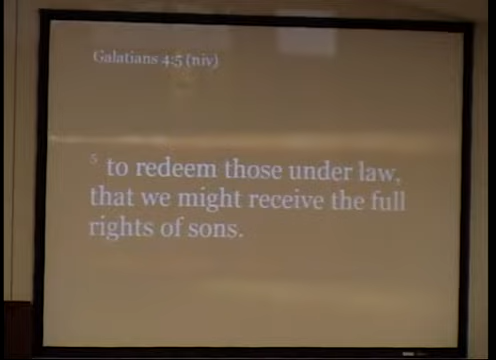 Galatians 4:5 (niv)
5 to redeem those under law,
that we might receive the full
rights of sons.